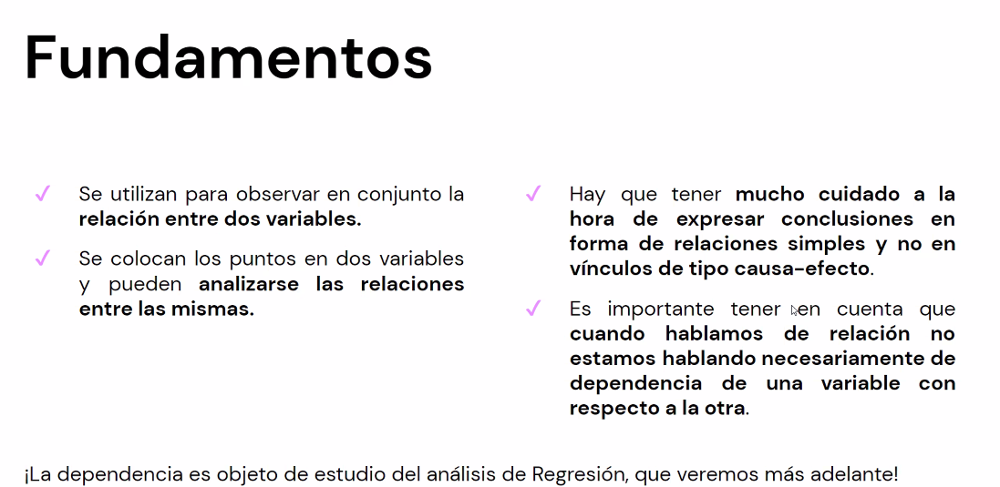 Fundamentos
Se utilizan para observar en conjunto la
relación entre dos variables.
Se colocan los puntos en dos variables
y pueden analizarse las relaciones
entre las mismas.
Hay que tener mucho cuidado a la
hora de expresar conclusiones en
forma de relaciones simples y no en
vínculos de tipo causa-efecto.
Es importante tener en cuenta que
cuando hablamos de relación no
estamos hablando necesariamente de
dependencia de una variable con
respecto a la otra.
¡La dependencia es objeto de estudio del análisis de Regresión, que veremos más adelante!